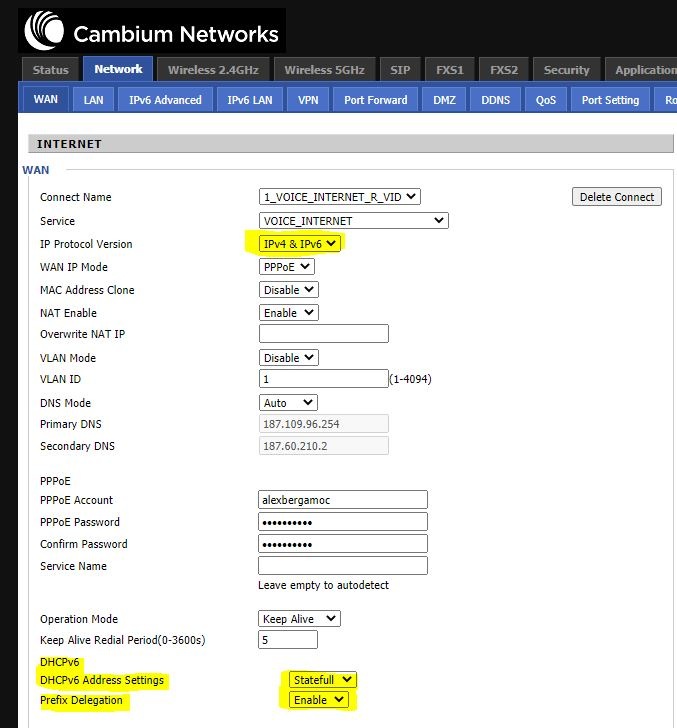 Cambium Networks
Status Network Wireless 2.4GHz Wireless 5GHz SIP FXS1 FXS2 Security Application
WAN LAN IPv6 Advanced IPv6 LAN VPN Port Forward DMZ DDNS QoS Port Setting Ro
INTERNET
WAN
Connect Name 1_VOICE_INTERNET_R_VID Delete Connect
Service VOICE_INTERNET
IP Protocol Version IPv4 & IPv6
WAN IP Mode PPPoE
MAC Address Clone Disable
NAT Enable Enable
Overwrite NAT IP
VLAN Mode Disable
VLAN ID 1 (1-4094)
DNS Mode Auto
Primary DNS 187.109.96.254
Secondary DNS 187.60.210.2
PPPoE
PPPoE Account alexbergamoc
PPPoE Password ••••••••••
Confirm Password ••••••••••
Service Name
Leave empty to autodetect
Operation Mode Keep Alive
Keep Alive Redial Period(0-3600s) 5
DHCPv6
DHCPv6 Address Settings Statefull
Prefix Delegation Enable